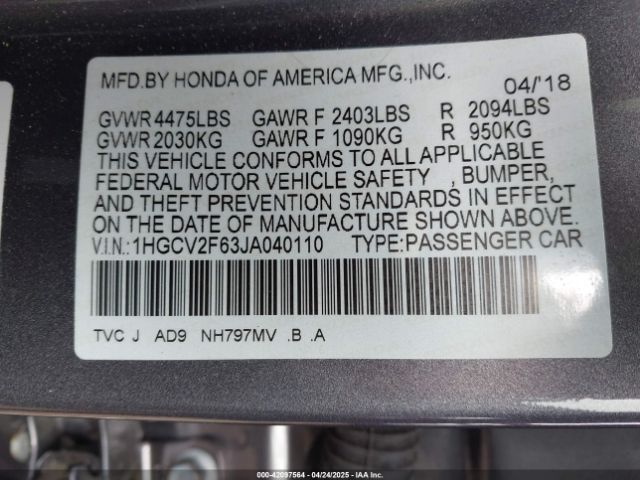 MFD.BY HONDA OF AMERICA MFG.,INC.
04/'18
GVWR 4475LBS GAWR F 2403LBS R 2094LBS
GVWR 2030KG GAWR F 1090KG R 950KG
THIS VEHICLE CONFORMS TO ALL APPLICABLE
FEDERAL MOTOR VEHICLE SAFETY , BUMPER,
AND THEFT PREVENTION STANDARDS IN EFFECT
ON THE DATE OF MANUFACTURE SHOWN ABOVE.
V.I.N.:1HGCV2F63JA040110 TYPE:PASSENGER CAR
TVC J AD9 NH797MV .B .A
000-42097564 - 04/24/2025 - IAA Inc.